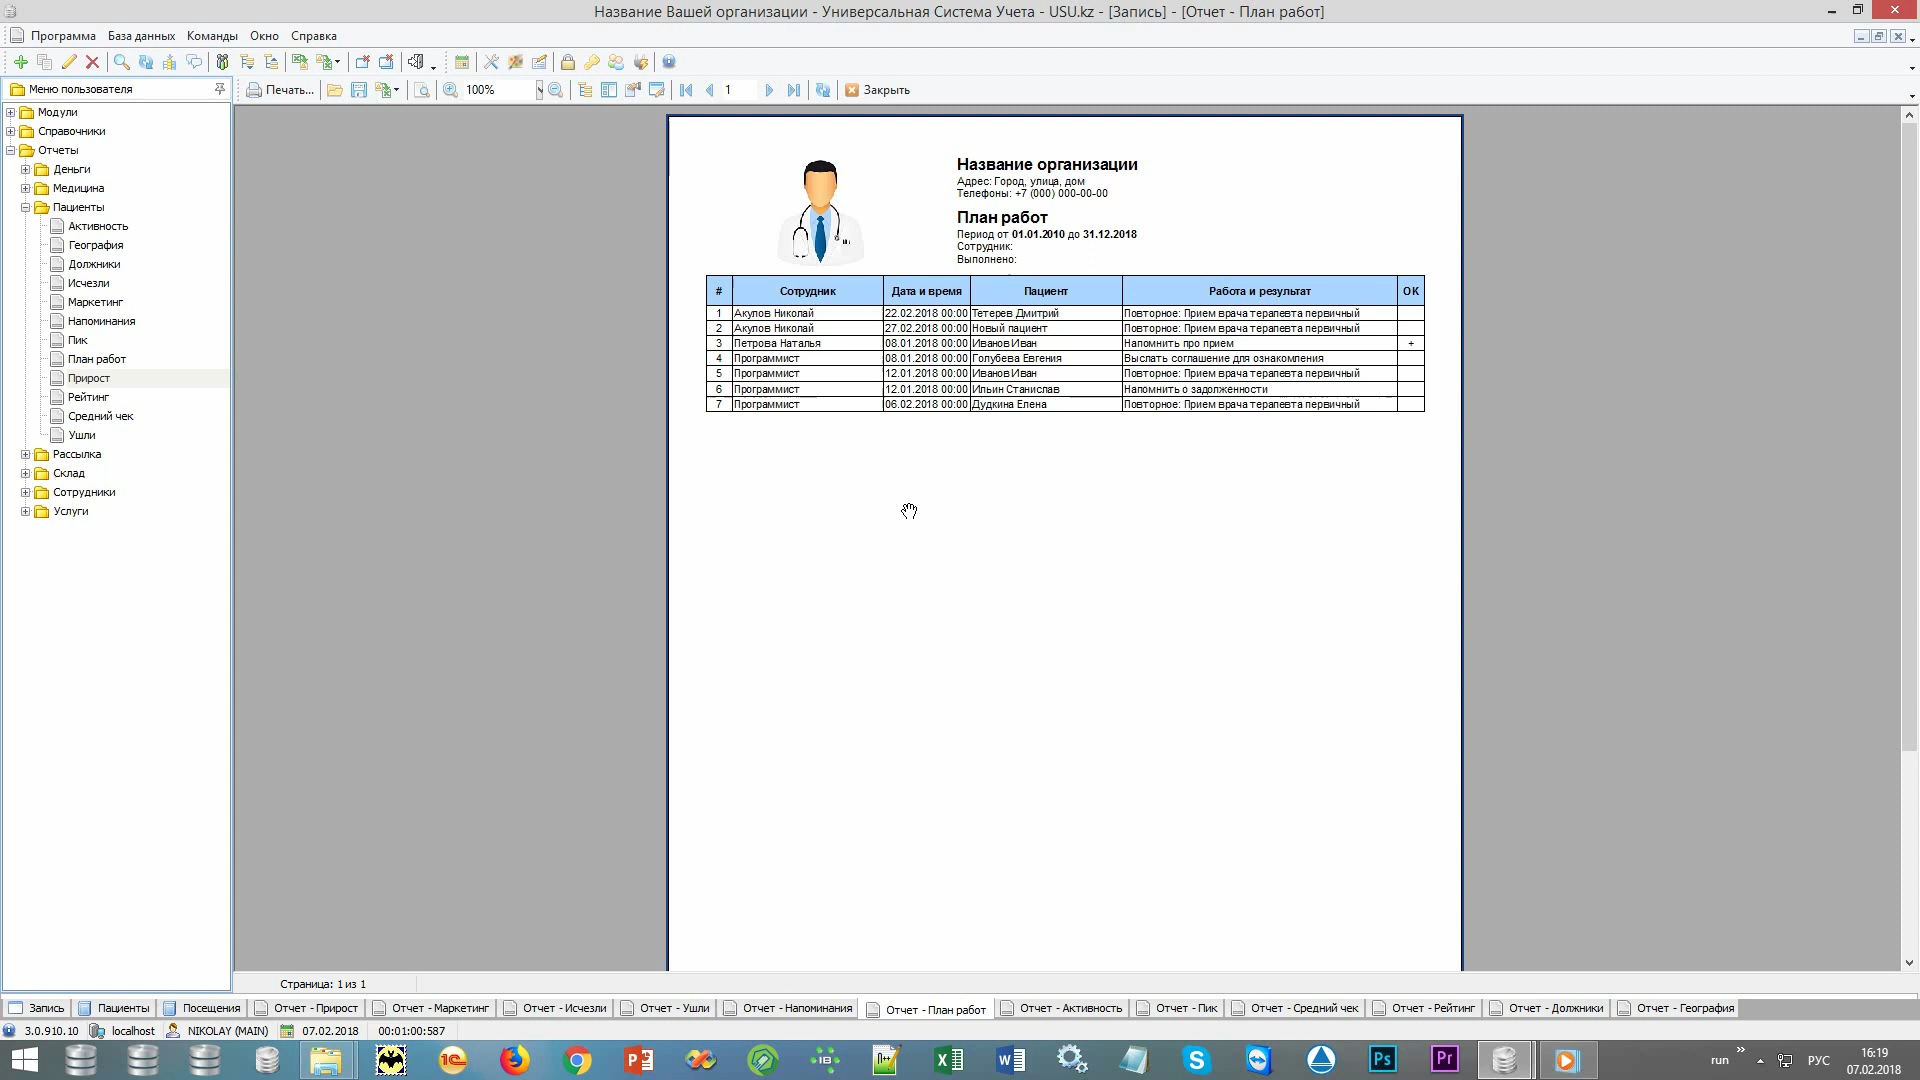 Название Вашей организации - Универсальная Система Учета - USU.kz - [Запись] - [Отчет - План работ]
Программа База данных Команды Окно Справка
Меню пользователя
Печать... 100% 1 Закрыть
Модули
Справочники
Отчеты
Деньги
Медицина
Пациенты
Активность
География
Должники
Исчезли
Маркетинг
Напоминания
Пик
План работ
Прирост
Рейтинг
Средний чек
Ушли
Рассылка
Склад
Сотрудники
Услуги
Название организации
Адрес: Город, улица, дом
Телефоны: +7 (000) 000-00-00
План работ
Период от 01.01.2010 до 31.12.2018
Сотрудник:
Выполнено:
# Сотрудник Дата и время Пациент Работа и результат ОК
1 Акулов Николай 22.02.2018 00:00 Тетерев Дмитрий Повторное: Прием врача терапевта первичный
2 Акулов Николай 27.02.2018 00:00 Новый пациент Повторное: Прием врача терапевта первичный
3 Петрова Наталья 08.01.2018 00:00 Иванов Иван Напомнить про прием +
4 Программист 08.01.2018 00:00 Голубева Евгения Выслать соглашение для ознакомления
5 Программист 12.01.2018 00:00 Иванов Иван Повторное: Прием врача терапевта первичный
6 Программист 12.01.2018 00:00 Ильин Станислав Напомнить о задолженности
7 Программист 06.02.2018 00:00 Дудкина Елена Повторное: Прием врача терапевта первичный
Страница: 1 из 1
Запись Пациенты Посещения Отчет - Прирост Отчет - Маркетинг Отчет - Исчезли Отчет - Ушли Отчет - Напоминания Отчет - План работ Отчет - Активность Отчет - Пик Отчет - Средний чек Отчет - Рейтинг Отчет - Должники Отчет - География
3.0.910.10 localhost NIKOLAY (MAIN) 07.02.2018 00:01:00:587
run РУС 16:19
07.02.2018